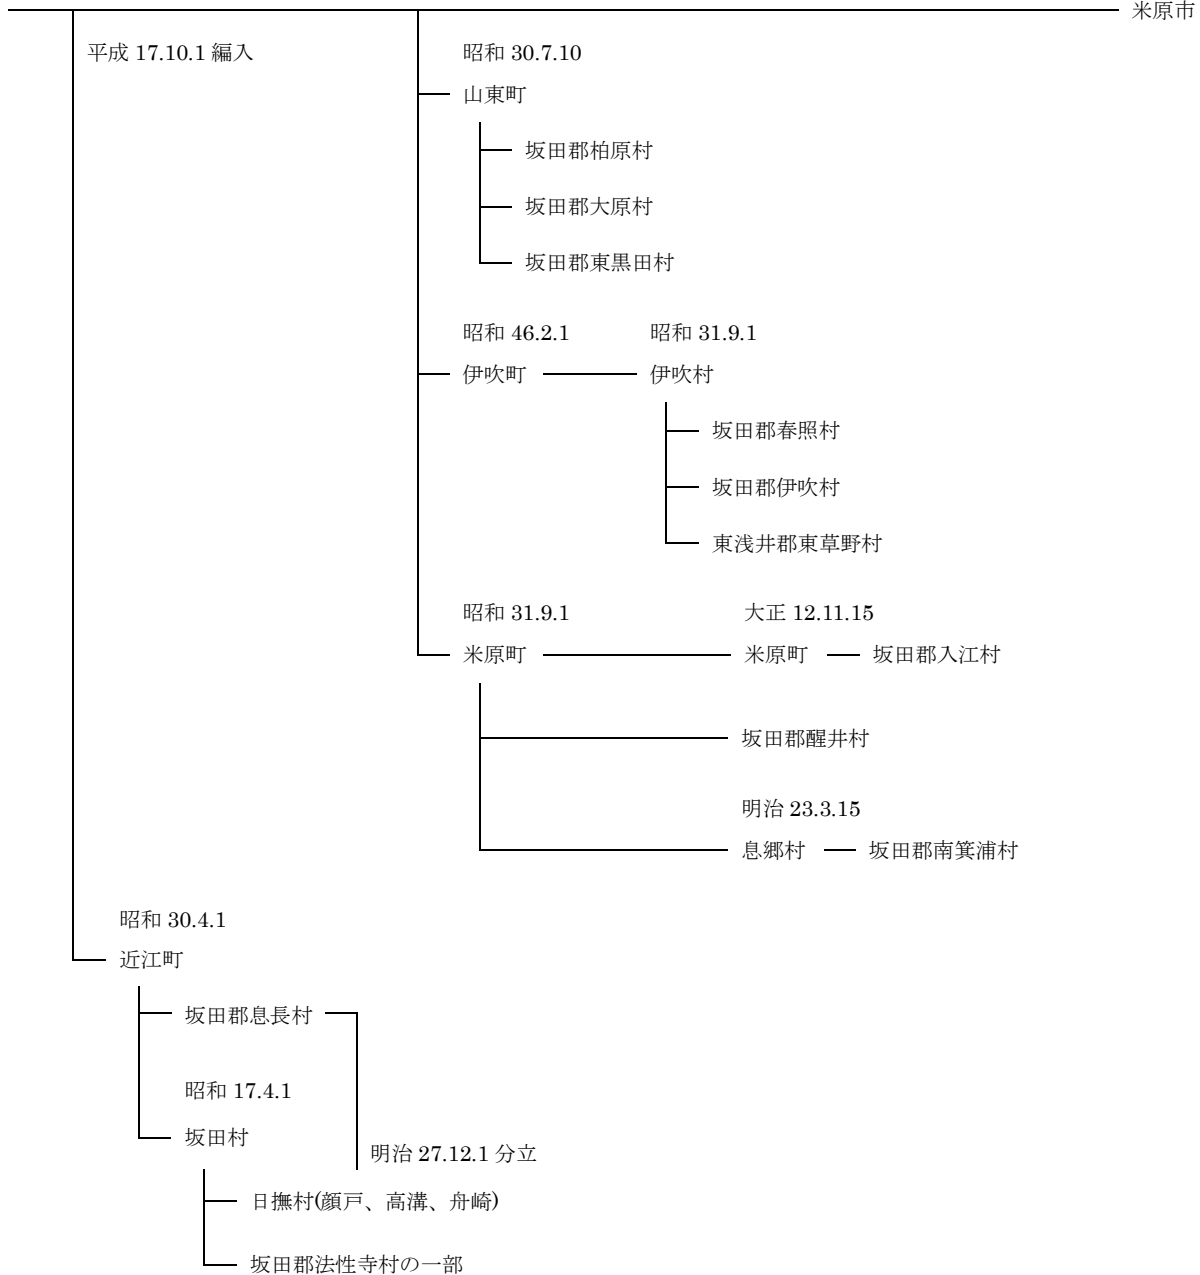 米原市
平成 17.10.1 編入
昭和 30.7.10
山東町
坂田郡柏原村
坂田郡大原村
坂田郡東黒田村
昭和 46.2.1 昭和 31.9.1
伊吹町 伊吹村
坂田郡春照村
坂田郡伊吹村
東浅井郡東草野村
昭和 31.9.1 大正 12.11.15
米原町 米原町 坂田郡入江村
坂田郡醒井村
明治 23.3.15
息郷村 坂田郡南箕浦村
昭和 30.4.1
近江町
坂田郡息長村
昭和 17.4.1
坂田村
明治 27.12.1 分立
日撫村(顔戸、高溝、舟崎)
坂田郡法性寺村の一部